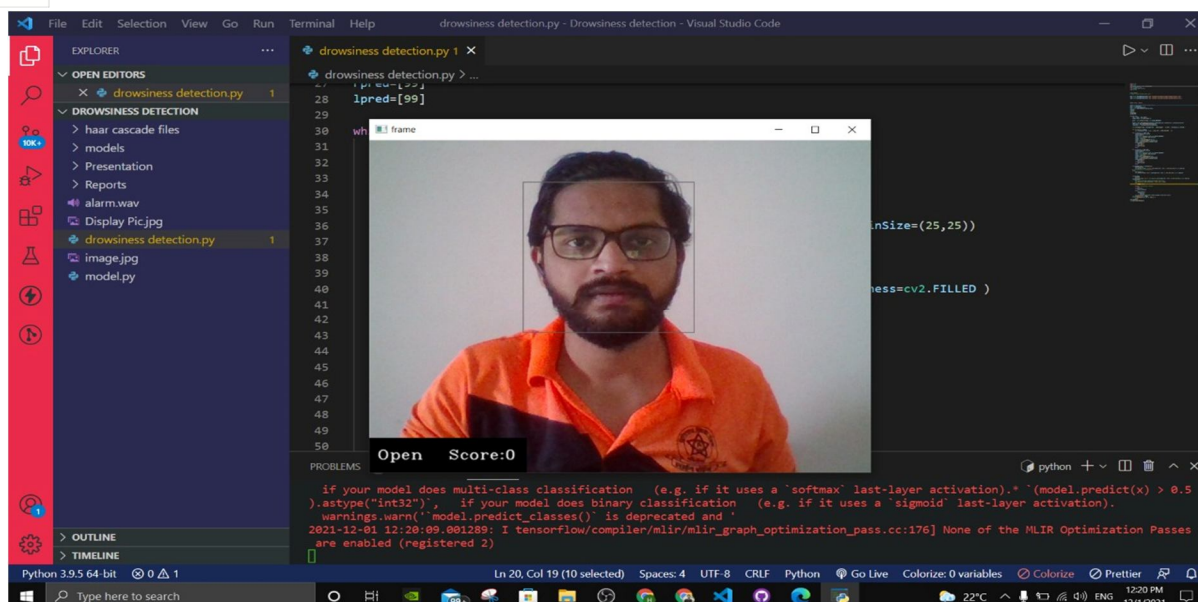 File Edit Selection View Go Run Terminal Help drowsiness detection.py - Drowsiness detection - Visual Studio Code
EXPLORER
drowsiness detection.py 1
OPEN EDITORS
drowsiness detection.py > ...
drowsiness detection.py 1
DROWSINESS DETECTION
haar cascade files
models
Presentation
Reports
alarm.wav
Display Pic.jpg
drowsiness detection.py 1
image.jpg
model.py
10K+
1
OUTLINE
TIMELINE
27 rpred=[99]
28 lpred=[99]
29
30 wh
31
32
33
34
35
36 inSize=(25,25))
37
38
39
40 ness=cv2.FILLED )
41
42
43
44
45
46
47
48
49
50
frame
Open Score:0
PROBLEMS
python
if your model does multi-class classification (e.g. if it uses a `softmax` last-layer activation).* `(model.predict(x) > 0.5
).astype("int32")`, if your model does binary classification (e.g. if it uses a `sigmoid` last-layer activation).
warnings.warn('`model.predict_classes()` is deprecated and '
2021-12-01 12:20:09.001289: I tensorflow/compiler/mlir/mlir_graph_optimization_pass.cc:176] None of the MLIR Optimization Passes
are enabled (registered 2)
Python 3.9.5 64-bit 0 1 Ln 20, Col 19 (10 selected) Spaces: 4 UTF-8 CRLF Python Go Live Colorize: 0 variables Colorize Prettier
Type here to search
99+
22°C
ENG
12:20 PM
12/1/2021